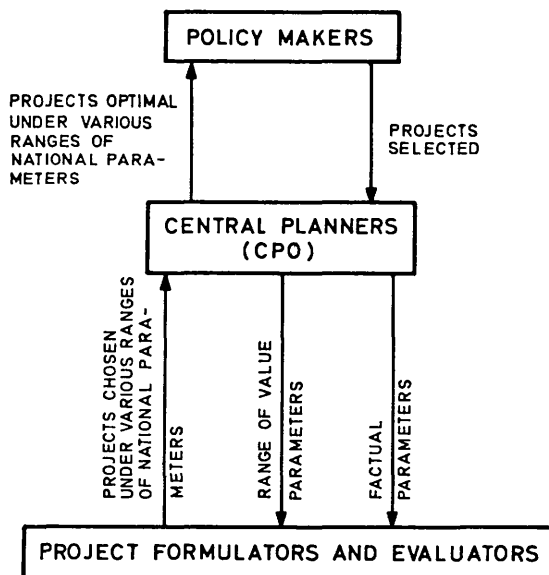 POLICY MAKERS
PROJECTS OPTIMAL
UNDER VARIOUS
RANGES OF
NATIONAL PARA-
METERS
PROJECTS
SELECTED
CENTRAL PLANNERS
(CPO)
PROJECTS CHOSEN
UNDER VARIOUS RANGES
OF NATIONAL PARA-
METERS
RANGE OF VALUE
PARAMETERS
FACTUAL
PARAMETERS
PROJECT FORMULATORS AND EVALUATORS